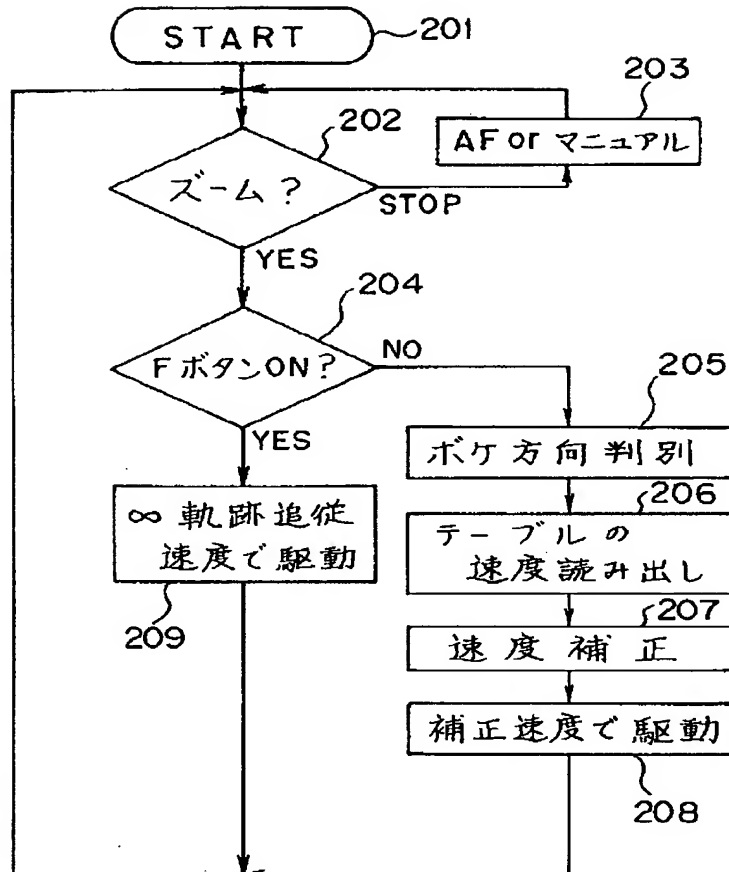 START
201
203
AF or マニュアル
202
ズーム?
STOP
YES
204
FボタンON?
NO
YES
205
ボケ方向判別
206
テーブルの
速度読み出し
207
速度補正
補正速度で駆動
208
∞軌跡追従
速度で駆動
209